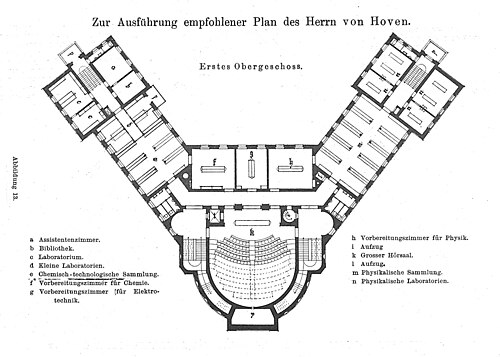 Zur Ausführung empfohlener Plan des Herrn von Hoven.
Erstes Obergeschoss.
Abbildung 13.
f
g
h
k
a Assistentenzimmer.
b Bibliothek.
c Laboratorium.
d Kleine Laboratorien.
e Chemisch-technologische Sammlung.
f Vorbereitungszimmer für Chemie.
g Vorbereitungszimmer (für Elektro-
technik.
h Vorbereitungszimmer für Physik.
i Aufzug
k Grosser Hörsaal.
l Aufzug.
m Physikalische Sammlung.
n Physikalische Laboratorien.